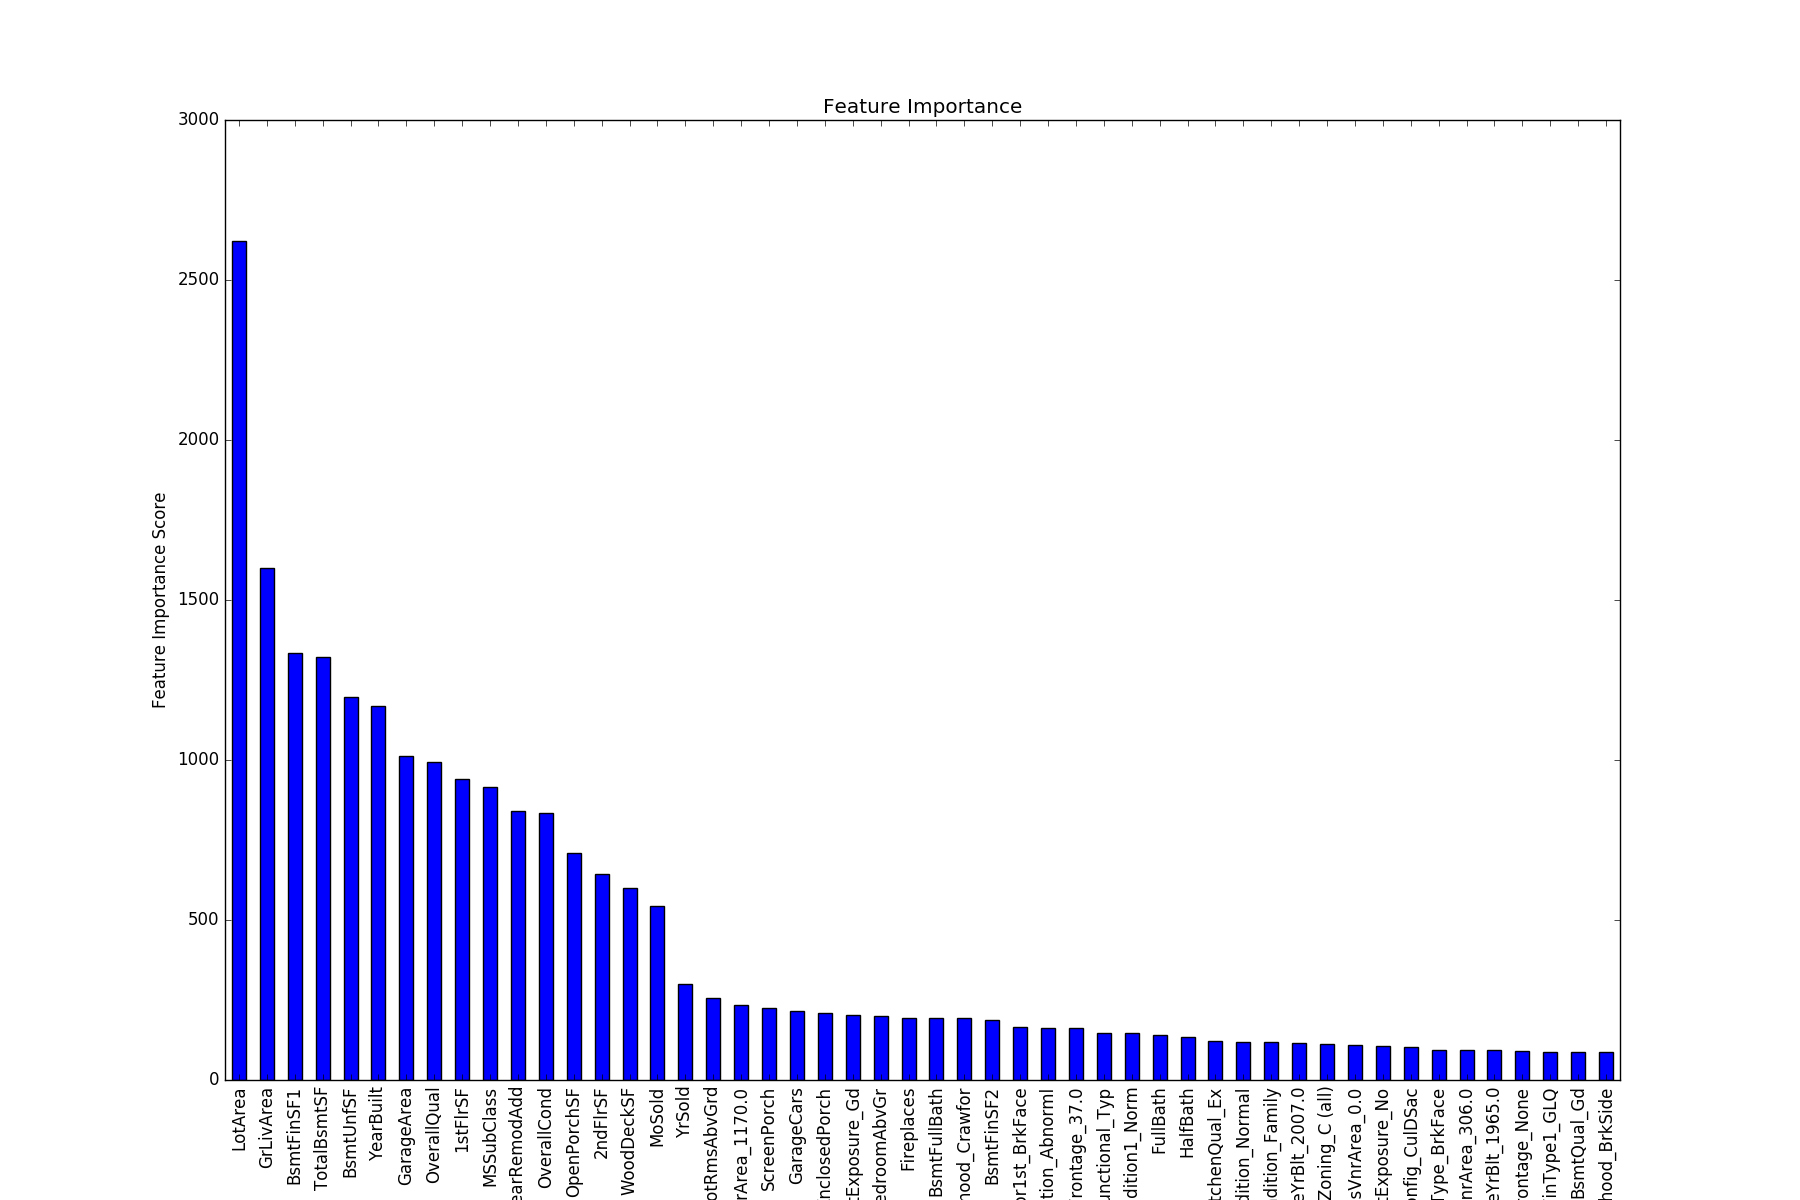 Feature Importance
3000
2500
2000
1500
1000
500
0
Feature Importance Score
LotArea
GrLivArea
BsmtFinSF1
TotalBsmtSF
BsmtUnfSF
YearBuilt
GarageArea
OverallQual
1stFlrSF
MSSubClass
earRemodAdd
OverallCond
OpenPorchSF
2ndFlrSF
WoodDeckSF
MoSold
YrSold
otRmsAbvGrd
rArea_1170.0
ScreenPorch
GarageCars
nclosedPorch
tExposure_Gd
edroomAbvGr
Fireplaces
BsmtFullBath
hood_Crawfor
BsmtFinSF2
or1st_BrkFace
tion_Abnorml
rontage_37.0
unctional_Typ
dition1_Norm
FullBath
HalfBath
tchenQual_Ex
dition_Normal
dition_Family
eYrBlt_2007.0
Zoning_C (all)
sVnrArea_0.0
tExposure_No
nfig_CulDSac
Type_BrkFace
nrArea_306.0
eYrBlt_1965.0
rontage_None
inType1_GLQ
BsmtQual_Gd
hood_BrkSide